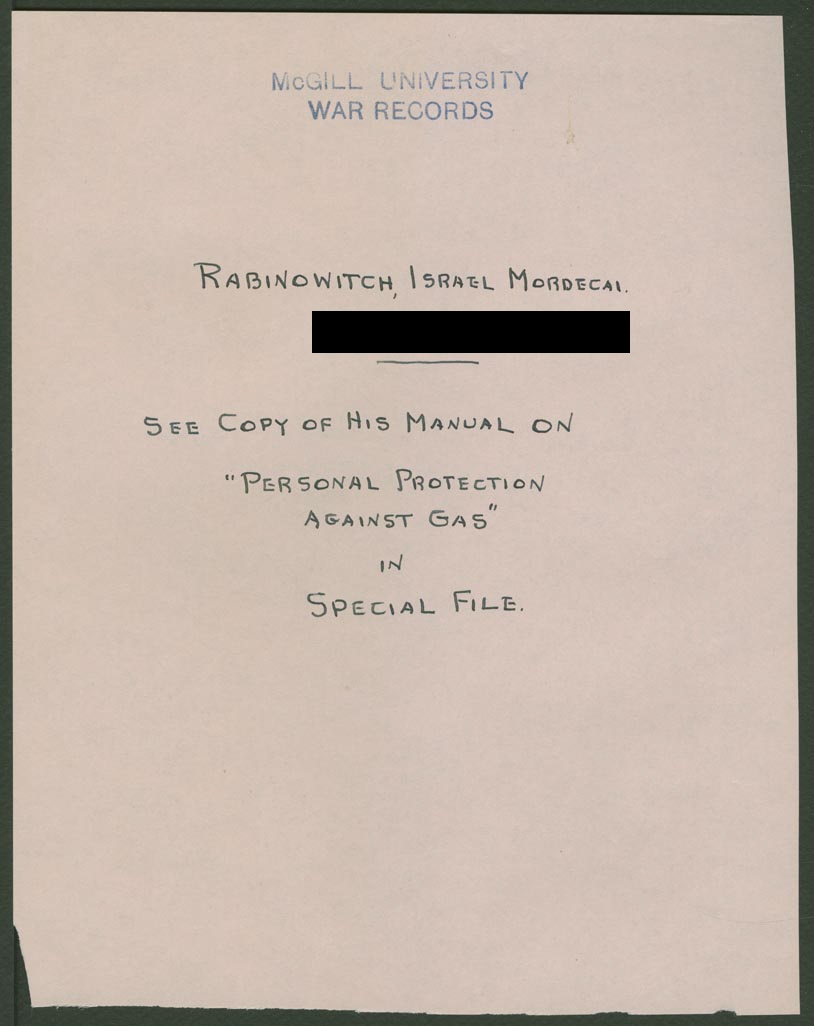 McGILL UNIVERSITY
WAR RECORDS
RABINOWITCH, ISRAEL MORDECAI.
SEE COPY OF HIS MANUAL ON
"PERSONAL PROTECTION
AGAINST GAS"
IN
SPECIAL FILE.